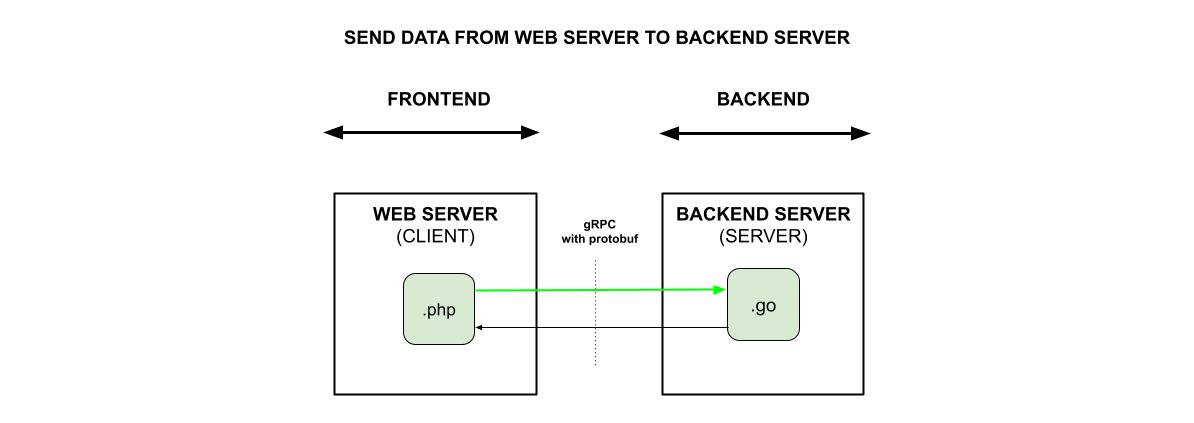 SEND DATA FROM WEB SERVER TO BACKEND SERVER
FRONTEND
BACKEND
WEB SERVER
(CLIENT)
gRPC
with protobuf
BACKEND SERVER
(SERVER)
.php
.go